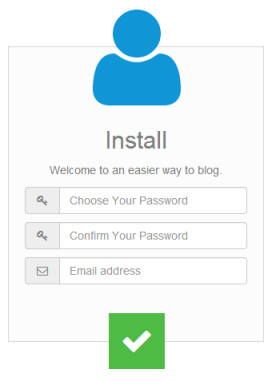 Install
Welcome to an easier way to blog.
Choose Your Password
Confirm Your Password
Email address